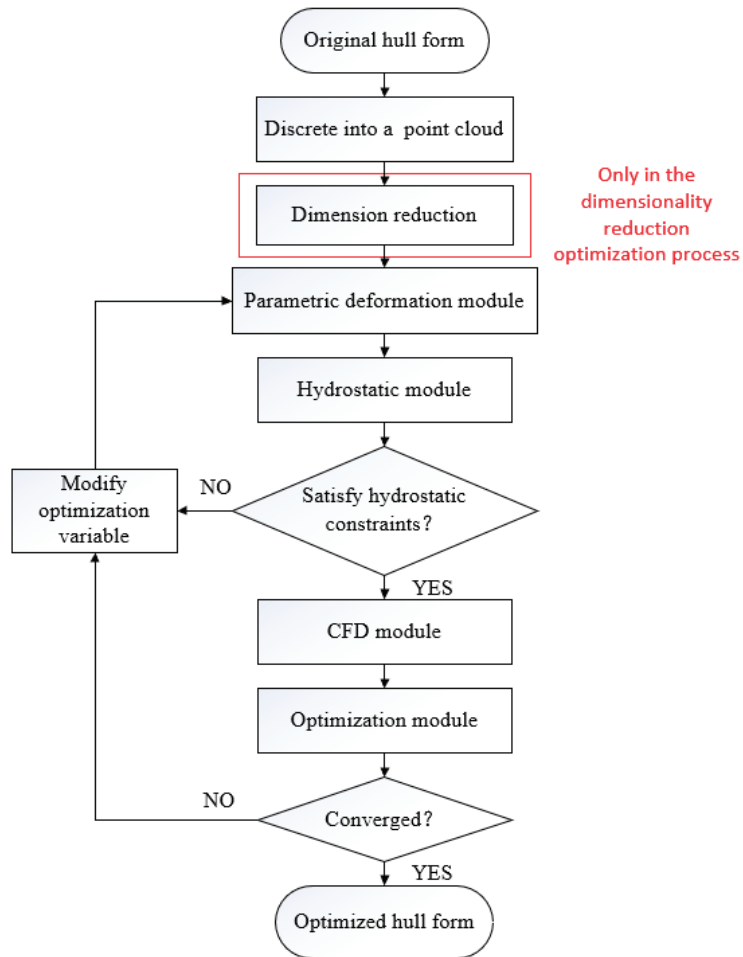 Original hull form
Discrete into a point cloud
Only in the
dimensionality
reduction
optimization process
Dimension reduction
Parametric deformation module
Hydrostatic module
Modify
optimization
variable
NO
Satisfy hydrostatic
constraints?
YES
CFD module
Optimization module
NO
Converged?
YES
Optimized hull form